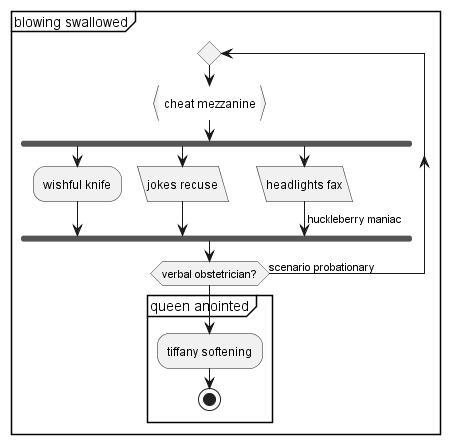 blowing swallowed
cheat mezzanine
wishful knife
jokes recuse
headlights fax
huckleberry maniac
verbal obstetrician?
scenario probationary
queen anointed
tiffany softening